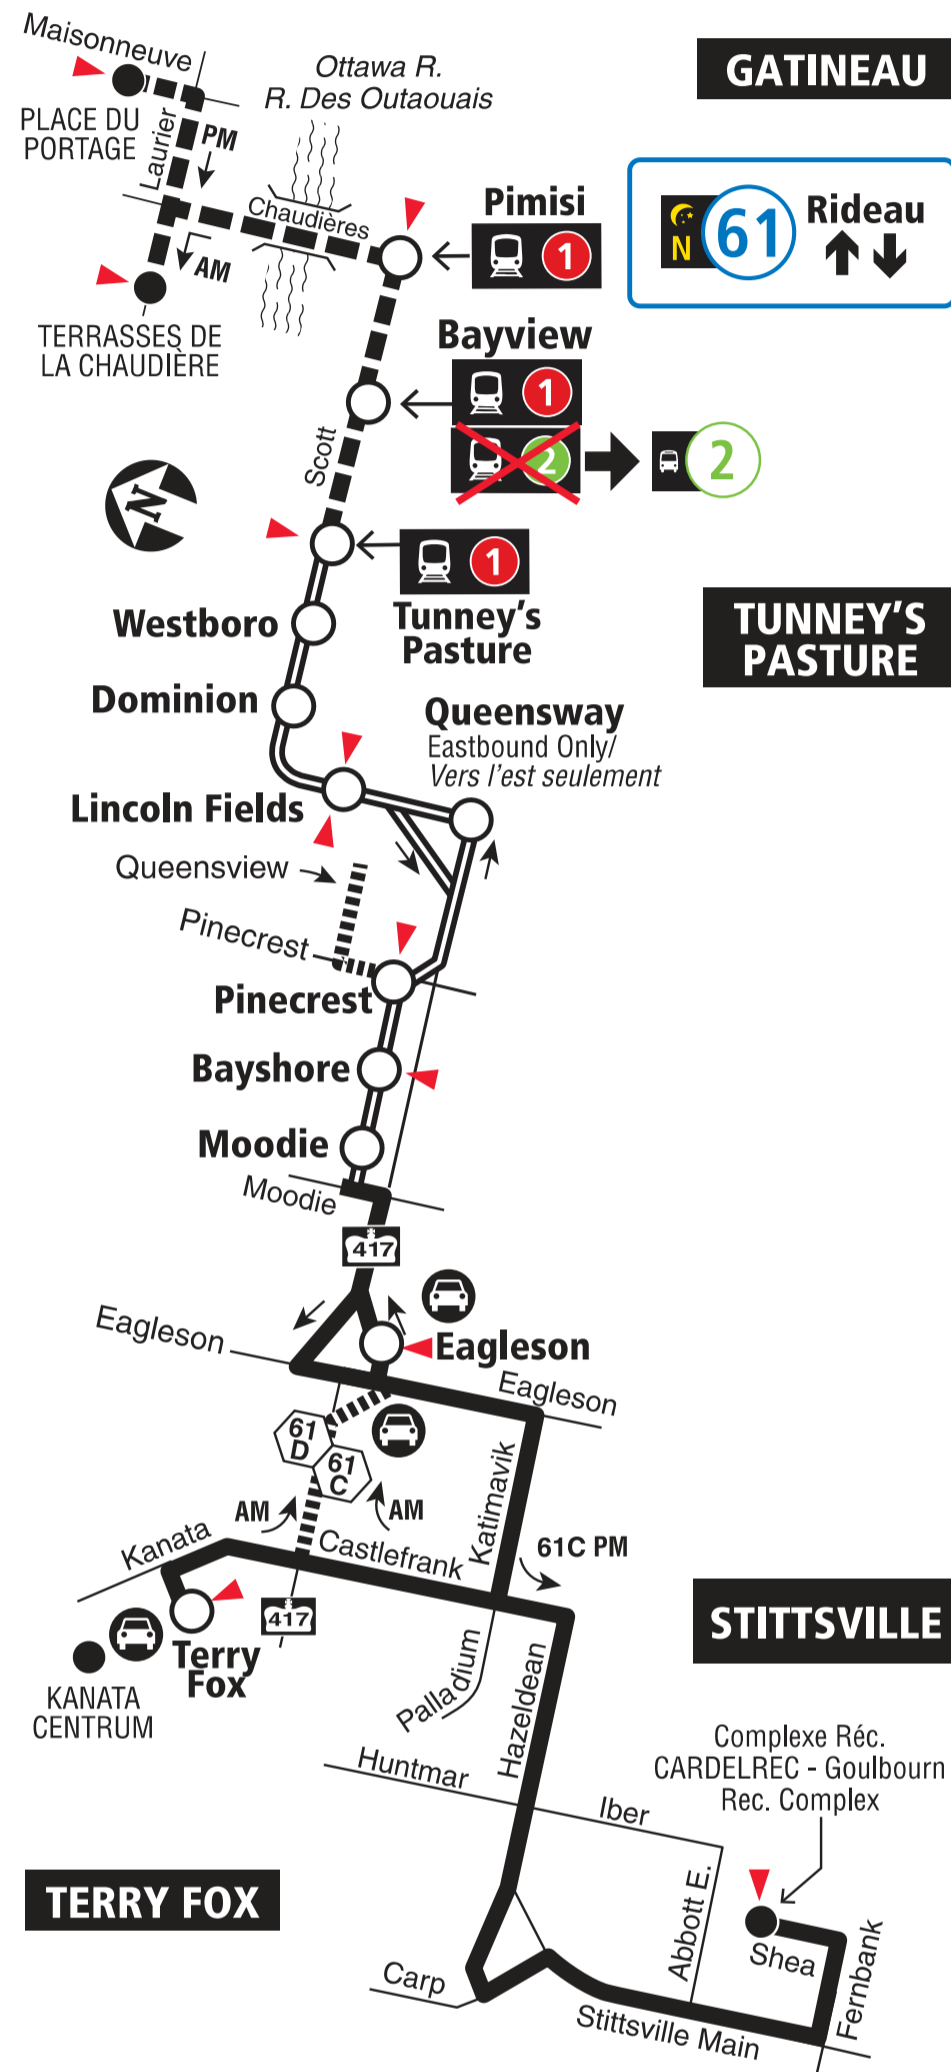 Maisonneuve
PLACE DU
PORTAGE
Laurier
PM
AM
TERRASSES DE
LA CHAUDIÈRE
Ottawa R.
R. Des Outaouais
Chaudières
GATINEAU
N
61
Rideau
Pimisi
1
Bayview
1
2
2
Scott
N
1
Tunney's
Pasture
TUNNEY'S
PASTURE
Westboro
Dominion
Queensway
Eastbound Only/
Vers l'est seulement
Lincoln Fields
Queensview
Pinecrest
Pinecrest
Bayshore
Moodie
Moodie
417
Eagleson
Eagleson
Eagleson
61
D
61
C
AM
AM
Katimavik
61C PM
Kanata
Castlefrank
417
Terry
Fox
KANATA
CENTRUM
Palladium
Hazeldean
STITTSVILLE
Huntmar
Iber
Complexe Réc.
CARDELREC - Goulbourn
Rec. Complex
TERRY FOX
Abbott E.
Shea
Fernbank
Carp
Stittsville Main